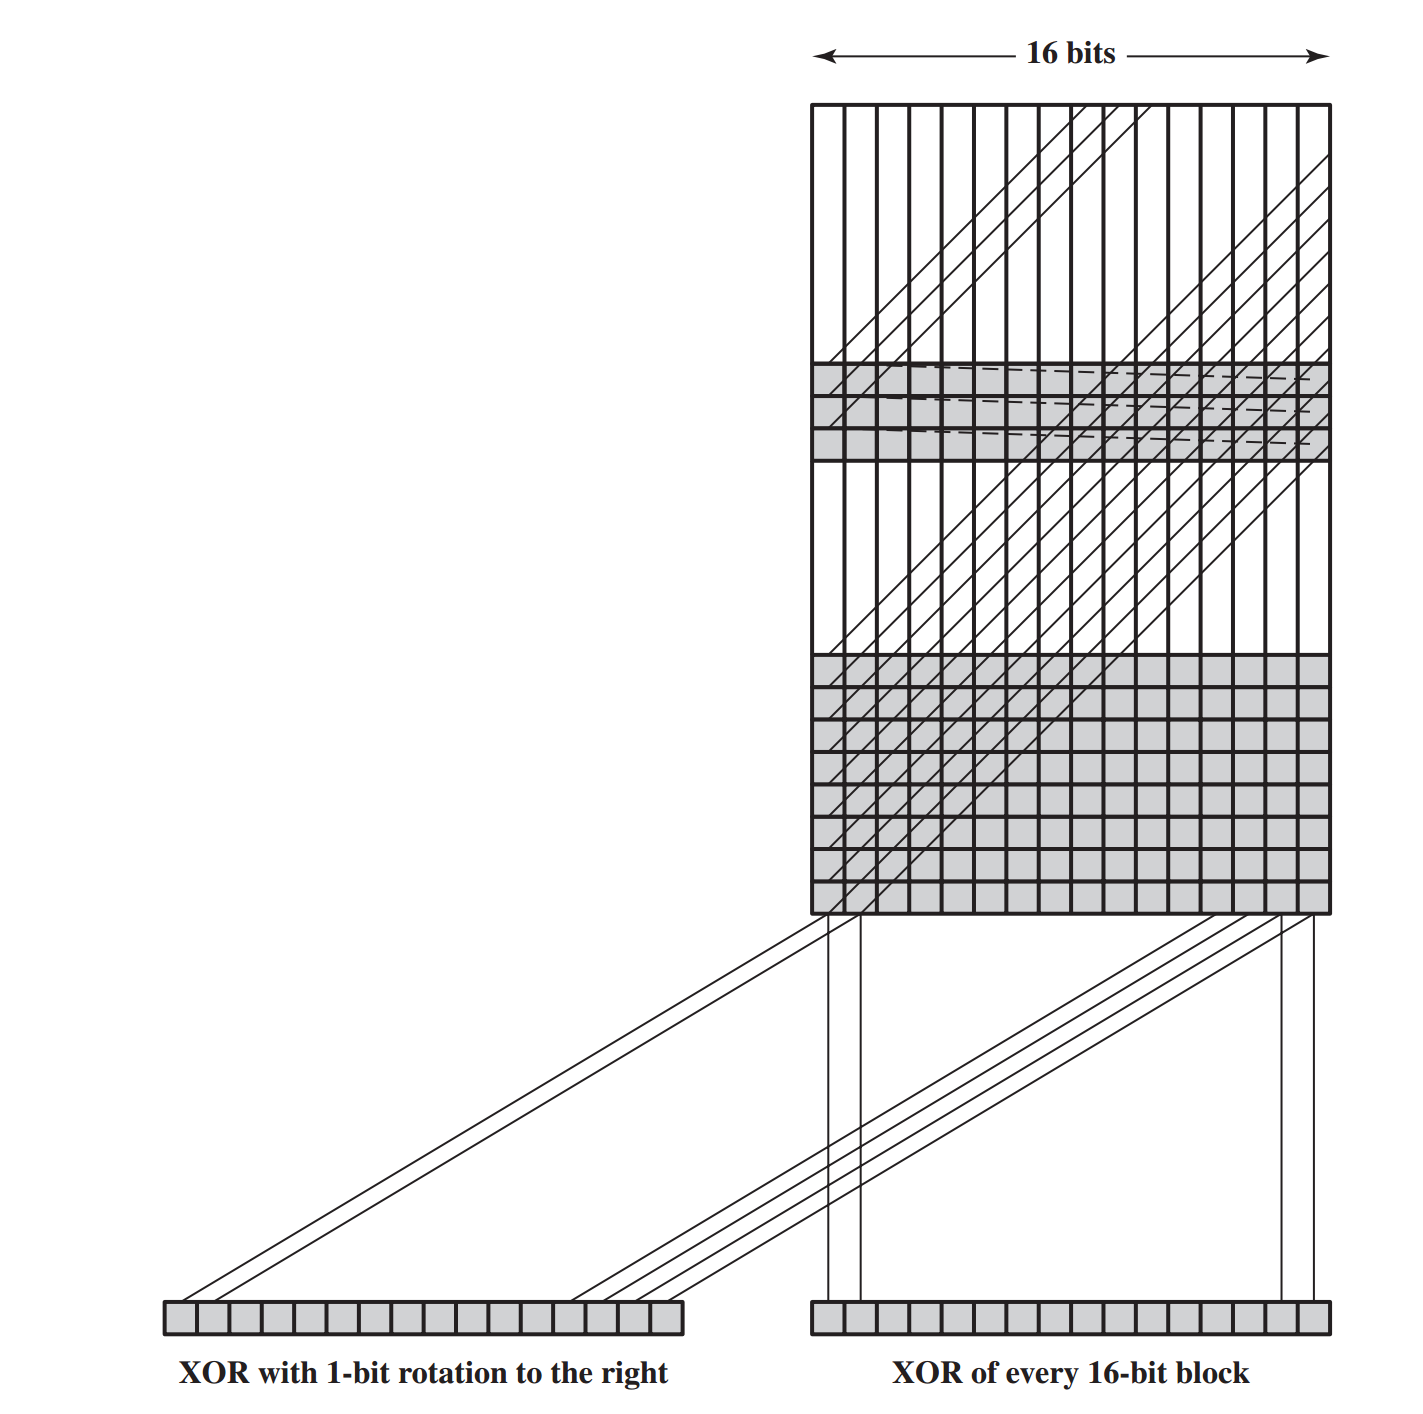 16 bits
XOR with 1-bit rotation to the right
XOR of every 16-bit block